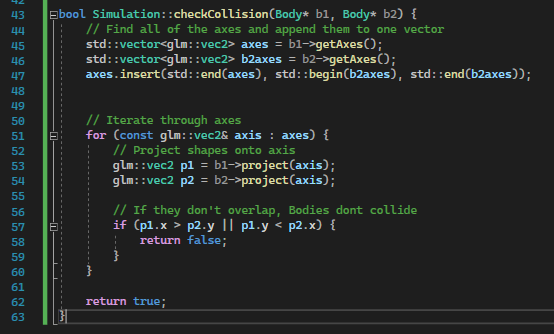 42
43 bool Simulation::checkCollision(Body* b1, Body* b2) {
44 // Find all of the axes and append them to one vector
45 std::vector<glm::vec2> axes = b1->getAxes();
46 std::vector<glm::vec2> b2axes = b2->getAxes();
47 axes.insert(std::end(axes), std::begin(b2axes), std::end(b2axes));
48
49
50 // Iterate through axes
51 for (const glm::vec2& axis : axes) {
52 // Project shapes onto axis
53 glm::vec2 p1 = b1->project(axis);
54 glm::vec2 p2 = b2->project(axis);
55
56 // If they don't overlap, Bodies dont collide
57 if (p1.x > p2.y || p1.y < p2.x) {
58 return false;
59 }
60 }
61
62 return true;
63 }